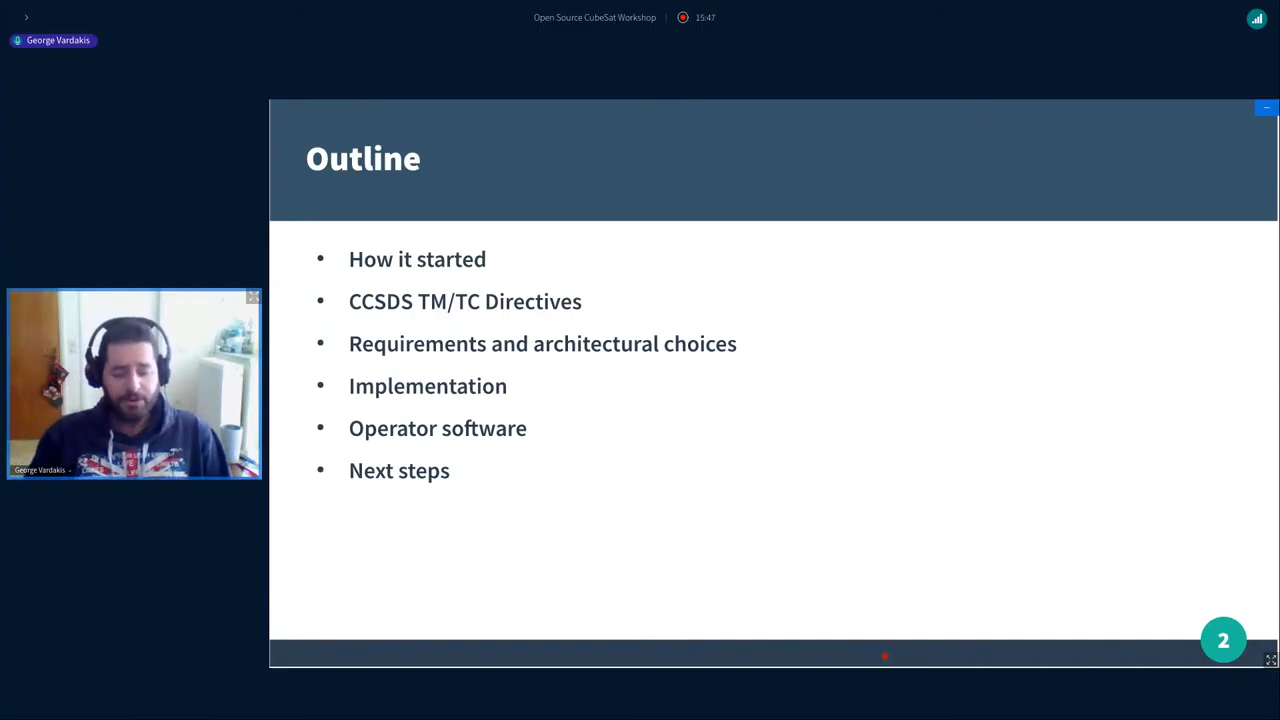 Open Source CubeSat Workshop
15:47
George Vardakis
Outline
• How it started
• CCSDS TM/TC Directives
• Requirements and architectural choices
• Implementation
• Operator software
• Next steps
George Vardakis
2